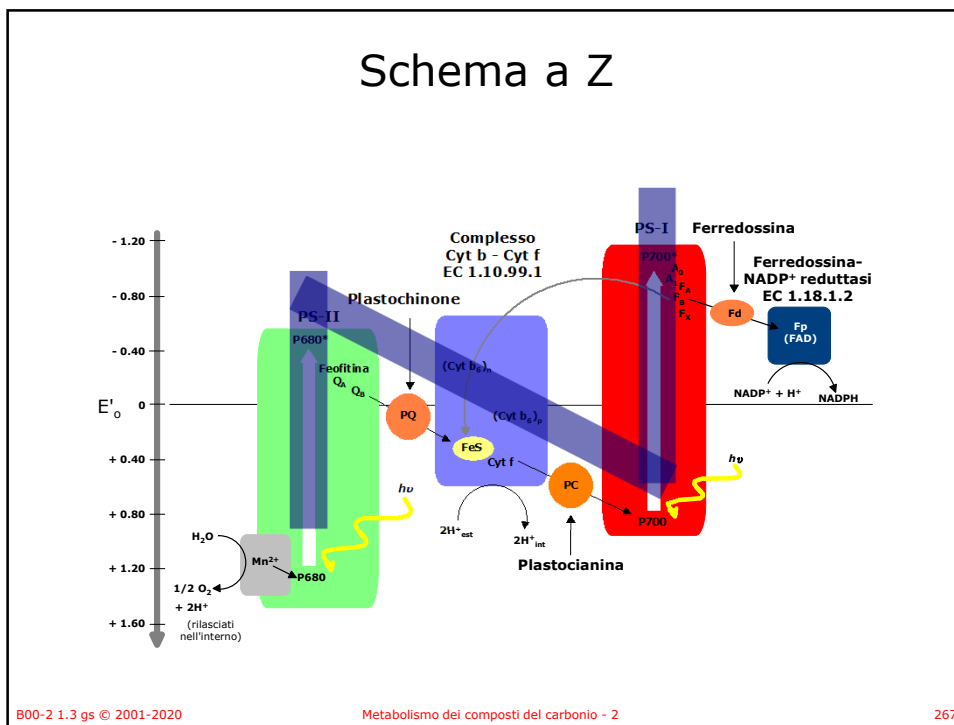 Schema a Z
- 1.20
- 0.80
- 0.40
0
+ 0.40
+ 0.80
+ 1.20
+ 1.60
E'o
PS-II
P680*
Feofitina
QA
QB
hυ
H2O
Mn2+
P680
1/2 O2
+ 2H+
(rilasciati
nell'interno)
Plastochinone
PQ
Complesso
Cyt b - Cyt f
EC 1.10.99.1
(Cyt b6)n
(Cyt b6)p
FeS
Cyt f
2H+est
2H+int
PC
Plastocianina
PS-I
P700*
A0
FA
FB
FX
P700
hυ
Ferredossina
Fd
Ferredossina-
NADP+ reduttasi
EC 1.18.1.2
Fp
(FAD)
NADP+ + H+
NADPH
B00-2 1.3 gs © 2001-2020
Metabolismo dei composti del carbonio - 2
267